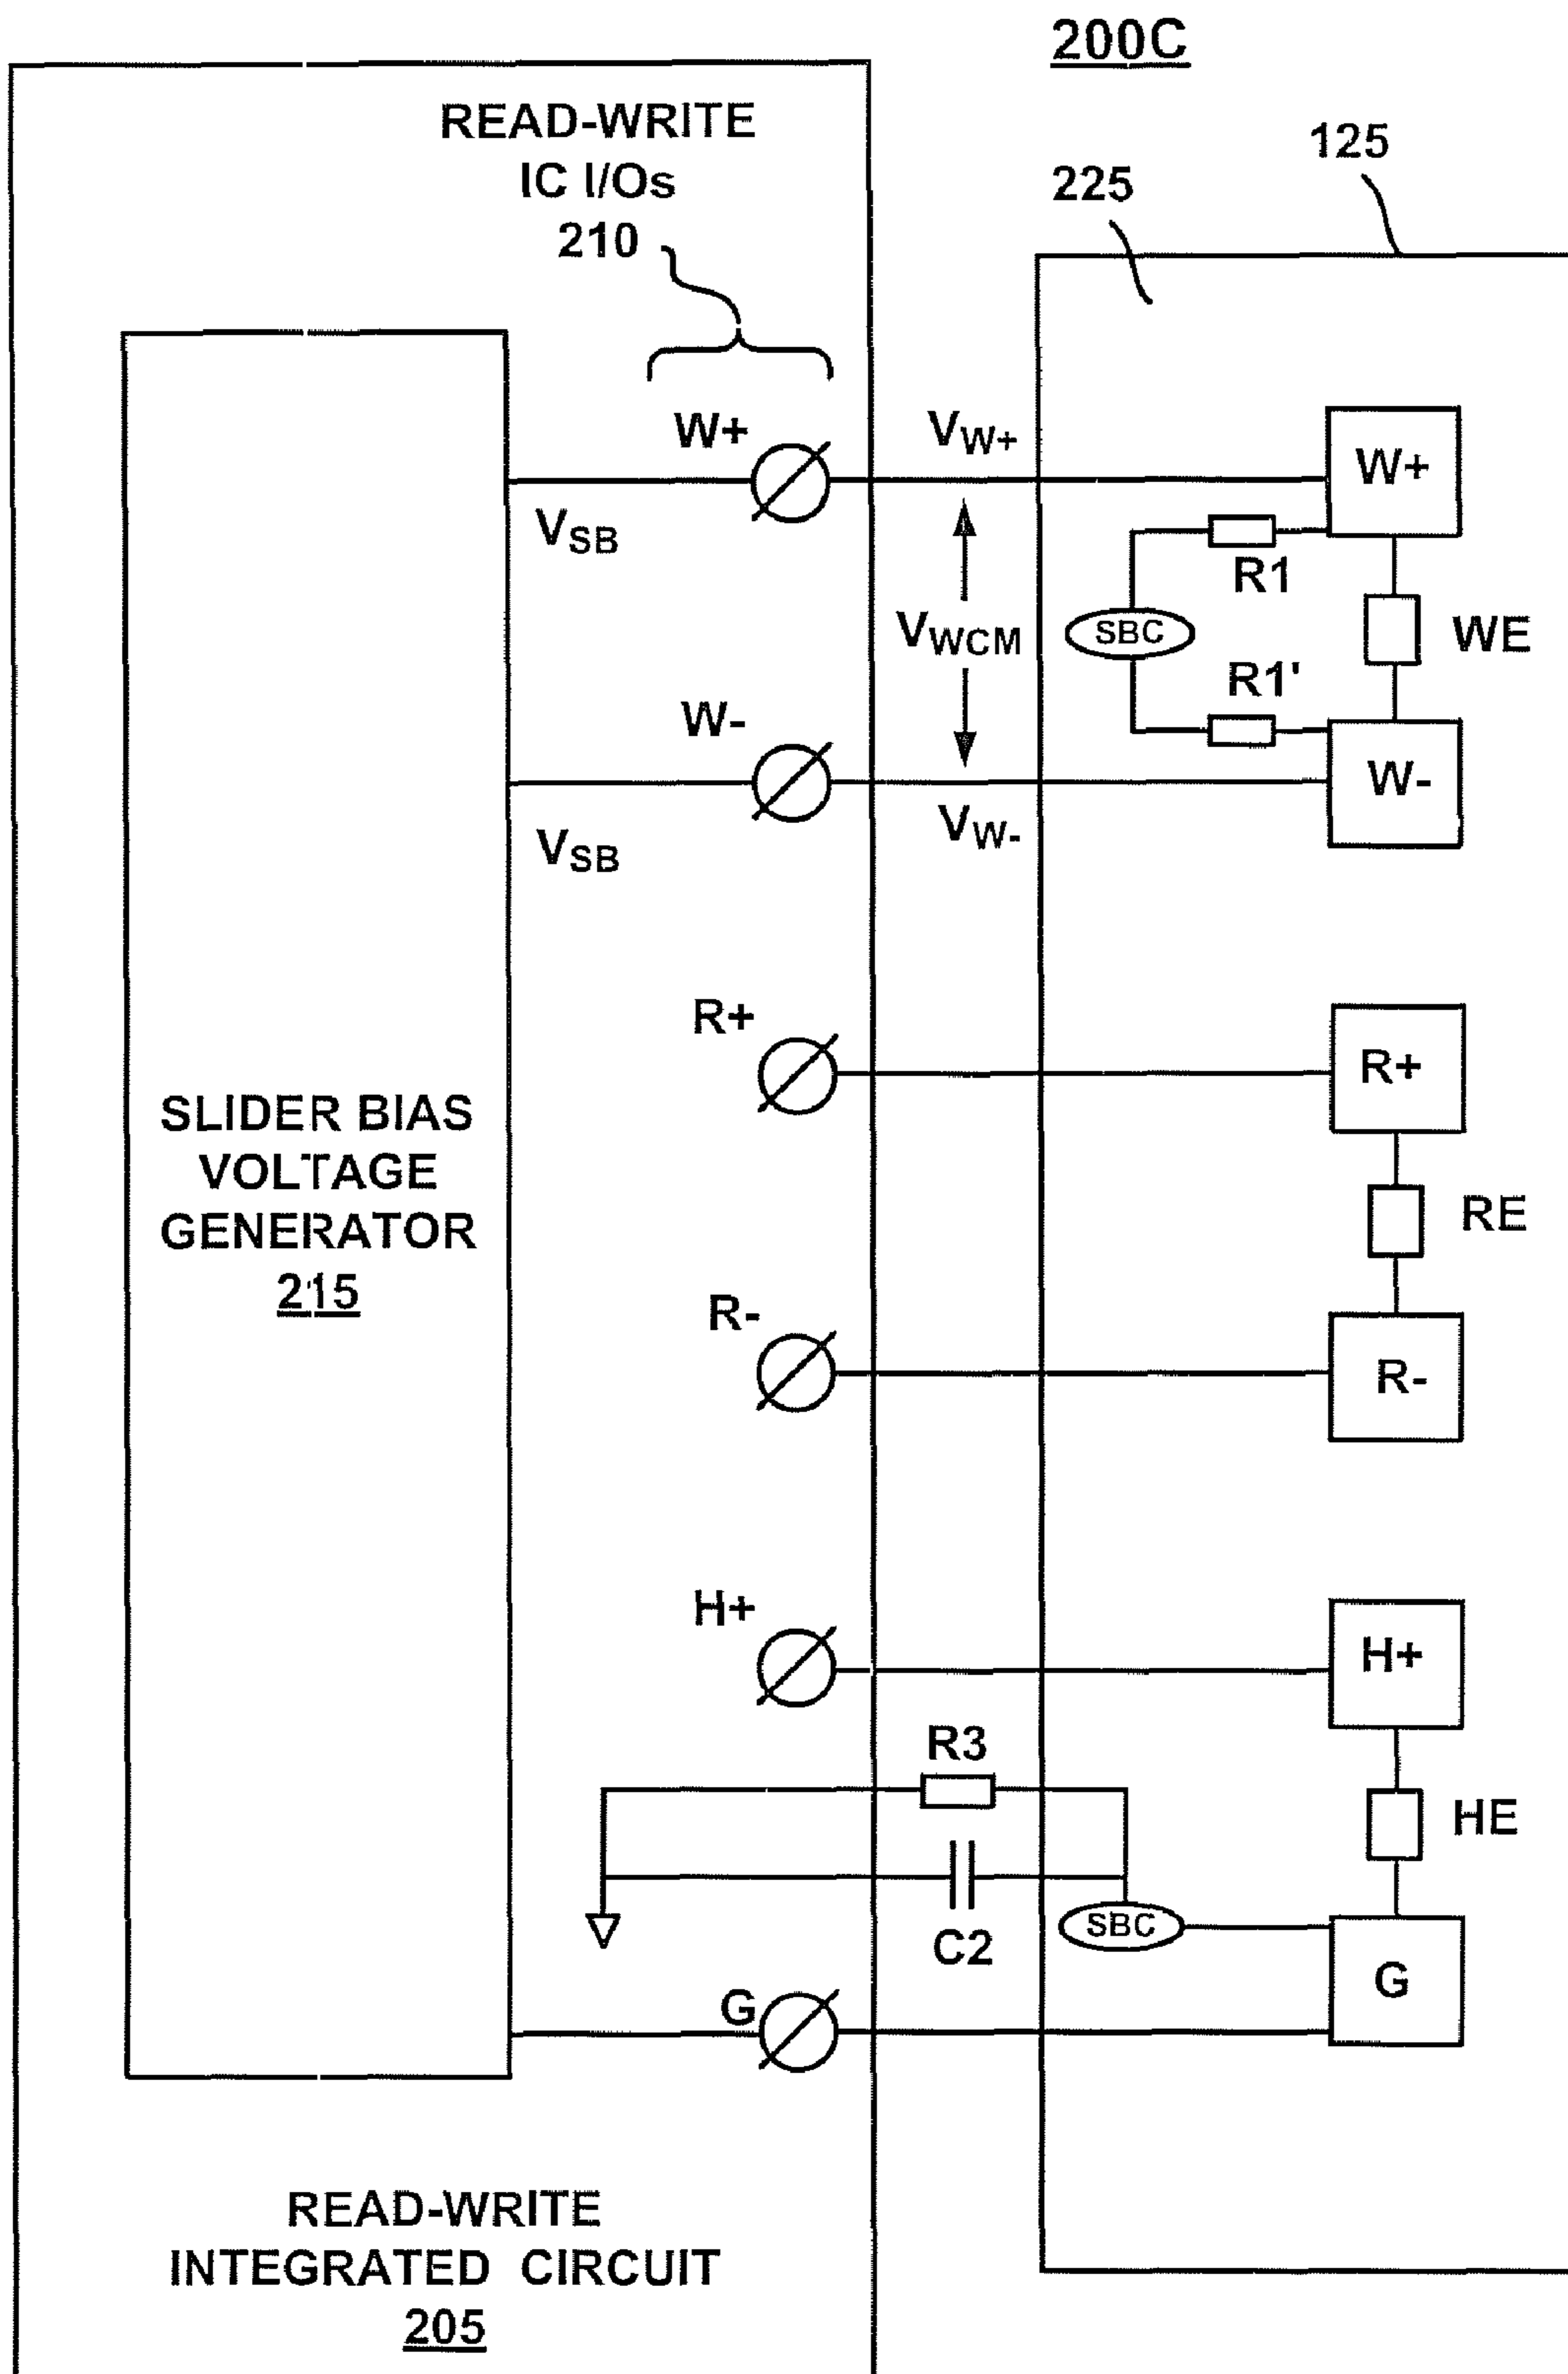 200C
READ-WRITE
IC I/Os
210
225
125
W+
VSB
VW+
W+
R1
VWCM
SBC
WE
R1'
W-
VSB
VW-
W-
R+
R+
SLIDER BIAS
VOLTAGE
GENERATOR
215
RE
R-
R-
H+
H+
R3
HE
C2
SBC
G
G
READ-WRITE
INTEGRATED CIRCUIT
205